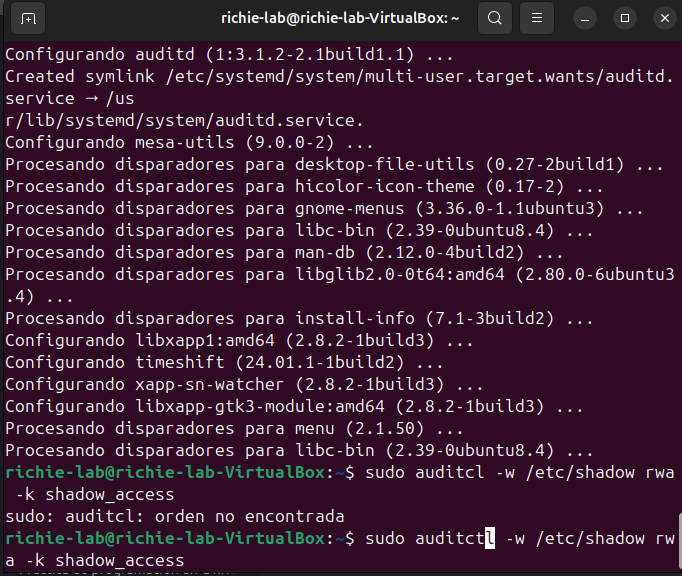 richie-lab@richie-lab-VirtualBox: ~
Configurando auditd (1:3.1.2-2.1build1.1) ...
Created symlink /etc/systemd/system/multi-user.target.wants/auditd.
service → /us
r/lib/systemd/system/auditd.service.
Configurando mesa-utils (9.0.0-2) ...
Procesando disparadores para desktop-file-utils (0.27-2build1) ...
Procesando disparadores para hicolor-icon-theme (0.17-2) ...
Procesando disparadores para gnome-menus (3.36.0-1.1ubuntu3) ...
Procesando disparadores para libc-bin (2.39-0ubuntu8.4) ...
Procesando disparadores para man-db (2.12.0-4build2) ...
Procesando disparadores para libglib2.0-0t64:amd64 (2.80.0-6ubuntu3
.4) ...
Procesando disparadores para install-info (7.1-3build2) ...
Configurando libxapp1:amd64 (2.8.2-1build3) ...
Configurando timeshift (24.01.1-1build2) ...
Configurando xapp-sn-watcher (2.8.2-1build3) ...
Configurando libxapp-gtk3-module:amd64 (2.8.2-1build3) ...
Procesando disparadores para menu (2.1.50) ...
Procesando disparadores para libc-bin (2.39-0ubuntu8.4) ...
richie-lab@richie-lab-VirtualBox:~$ sudo auditcl -w /etc/shadow rwa
 -k shadow_access
sudo: auditcl: orden no encontrada
richie-lab@richie-lab-VirtualBox:~$ sudo auditctl -w /etc/shadow rw
a -k shadow_access